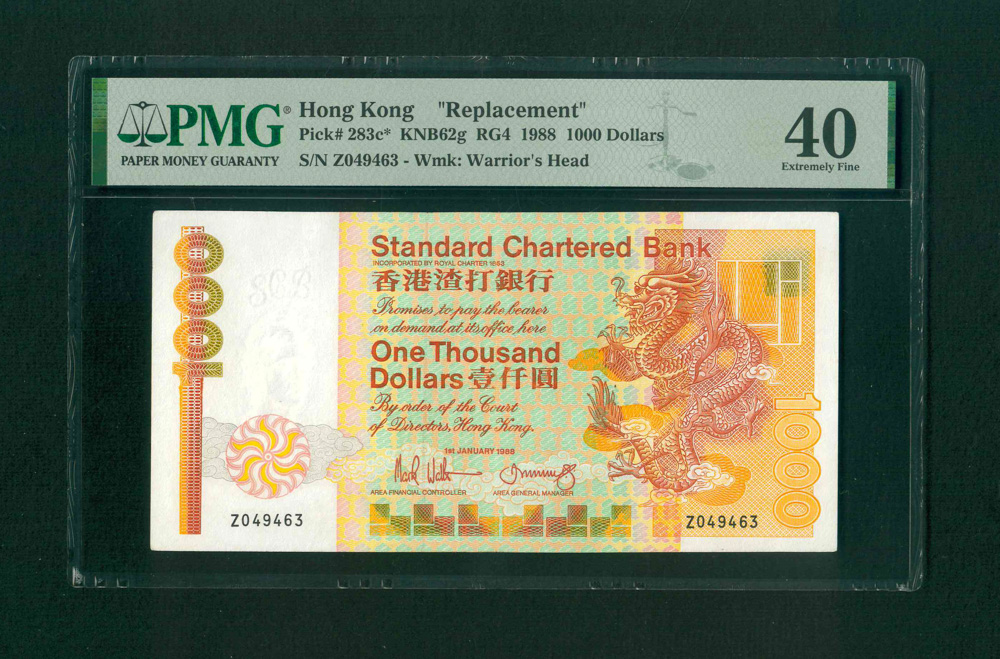 PMG®
PAPER MONEY GUARANTY
Hong Kong "Replacement"
Pick# 283c* KNB62g RG4 1988 1000 Dollars
S/N Z049463 - Wmk: Warrior's Head
40
Extremely Fine
1000
Standard Chartered Bank
INCORPORATED BY ROYAL CHARTER 1853
香港渣打銀行
Promises to pay the bearer
on demand at its office here
One Thousand
Dollars 壹仟圓
By order of the Court
of Directors, Hong Kong.
1st JANUARY 1988
AREA FINANCIAL CONTROLLER
AREA GENERAL MANAGER
Z049463
Z049463
1000
SCB